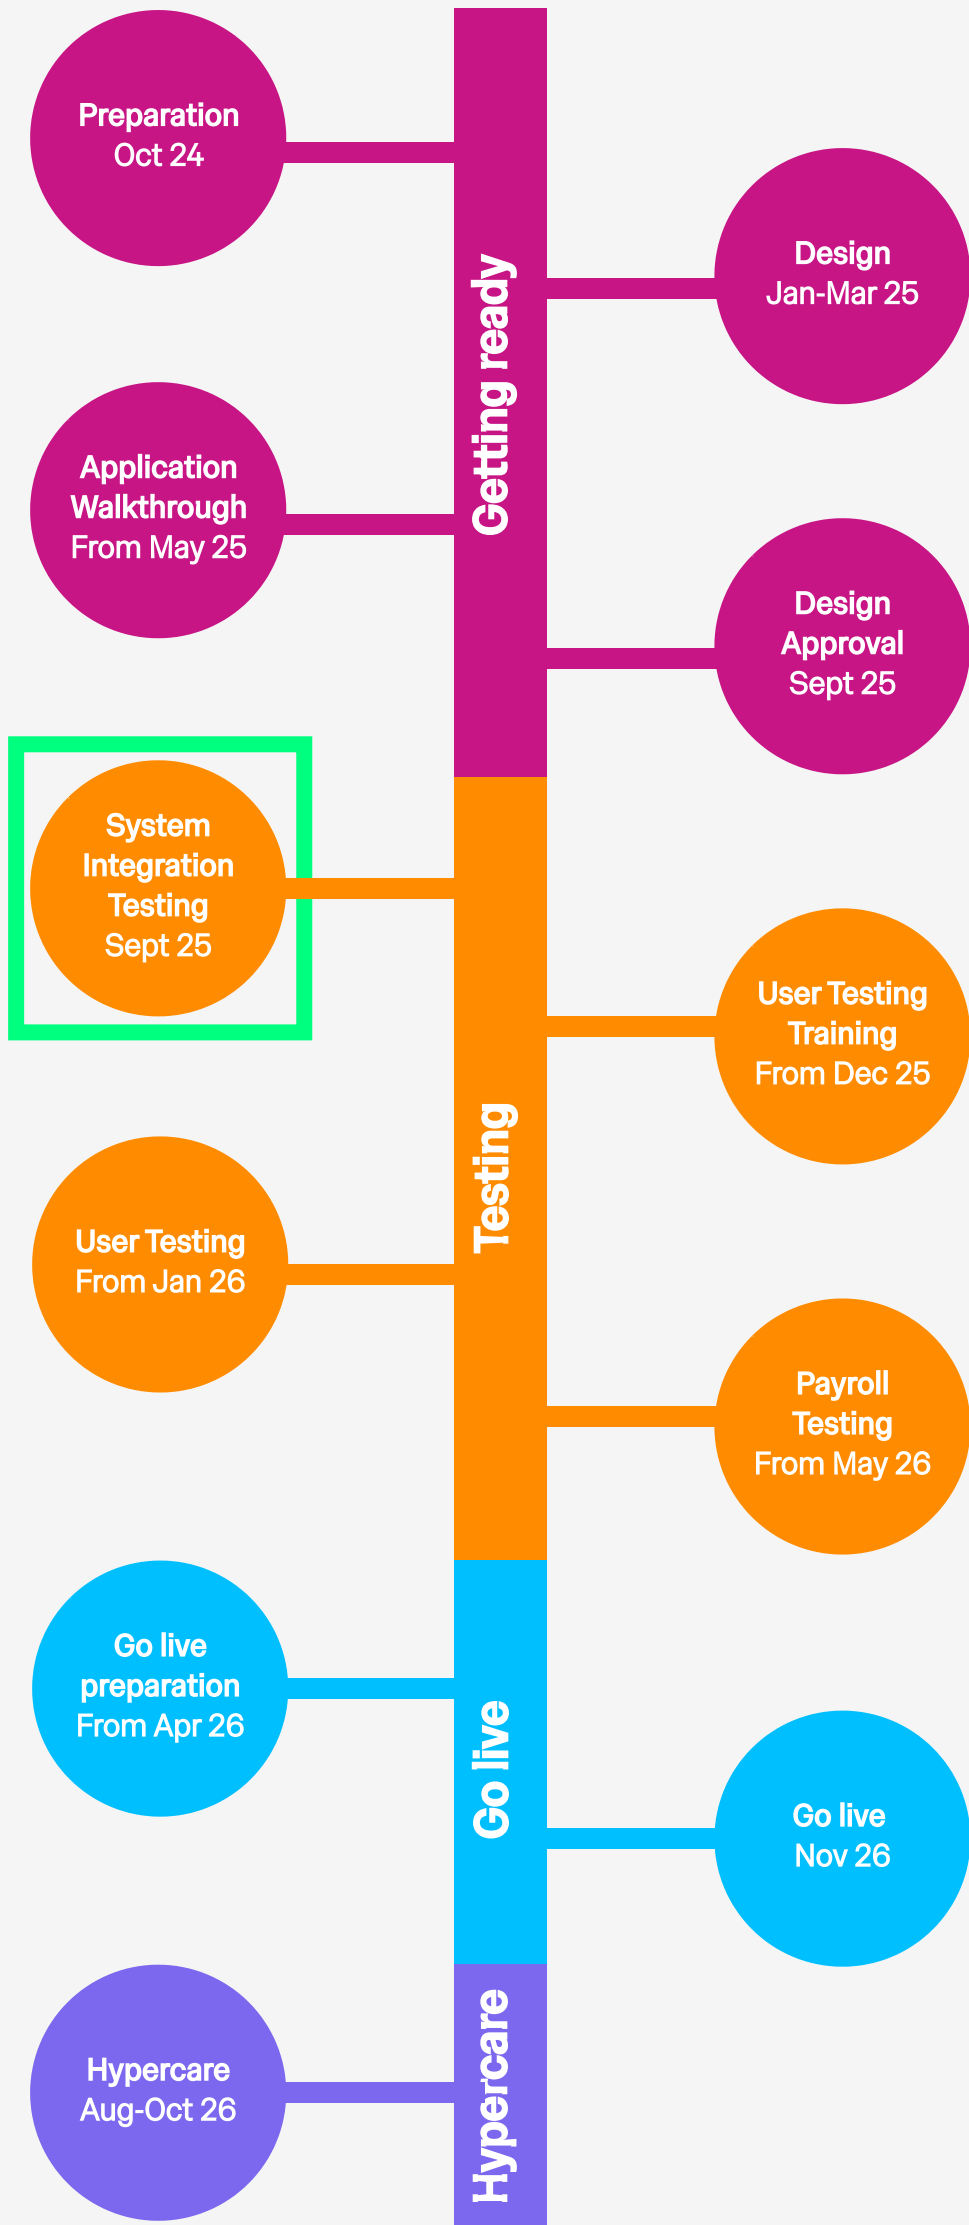 Preparation
Oct 24
Design
Jan-Mar 25
Getting ready
Application
Walkthrough
From May 25
Design
Approval
Sept 25
System
Integration
Testing
Sept 25
User Testing
Training
From Dec 25
Testing
User Testing
From Jan 26
Payroll
Testing
From May 26
Go live
preparation
From Apr 26
Go live
Go live
Nov 26
Hypercare
Aug-Oct 26
Hypercare